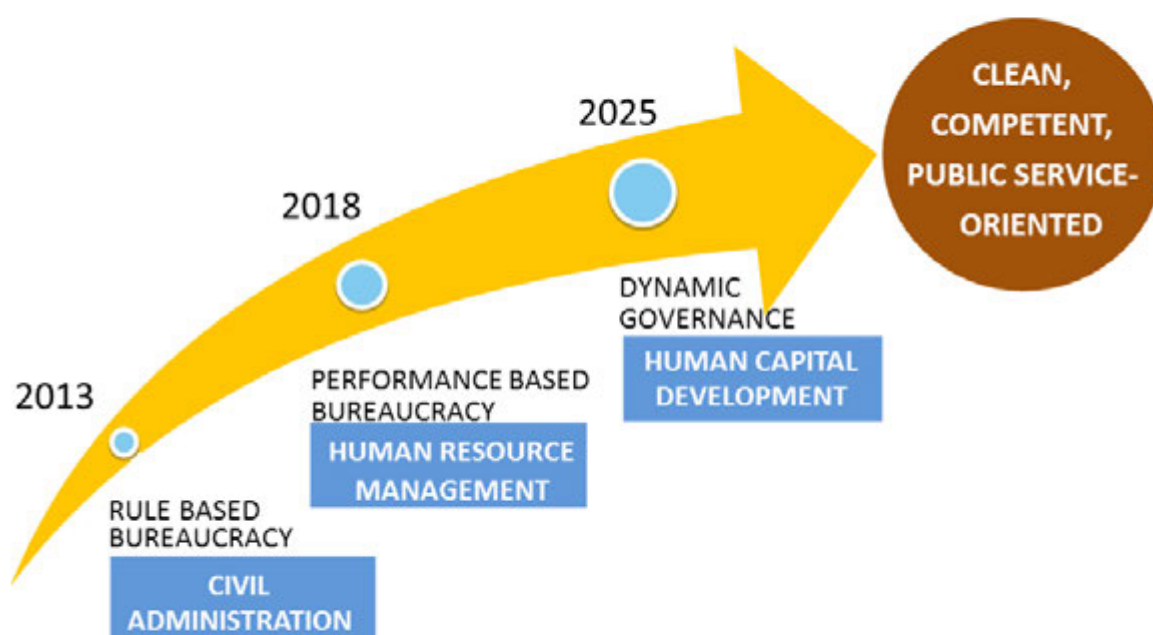 2013
RULE BASED
BUREAUCRACY
CIVIL
ADMINISTRATION
2018
PERFORMANCE BASED
BUREAUCRACY
HUMAN RESOURCE
MANAGEMENT
2025
DYNAMIC
GOVERNANCE
HUMAN CAPITAL
DEVELOPMENT
CLEAN,
COMPETENT,
PUBLIC SERVICE-
ORIENTED